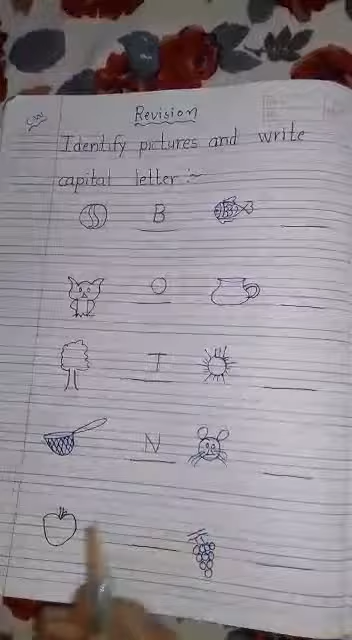 Revision
Identify pictures and write
capital letter :-
B
O
T
N